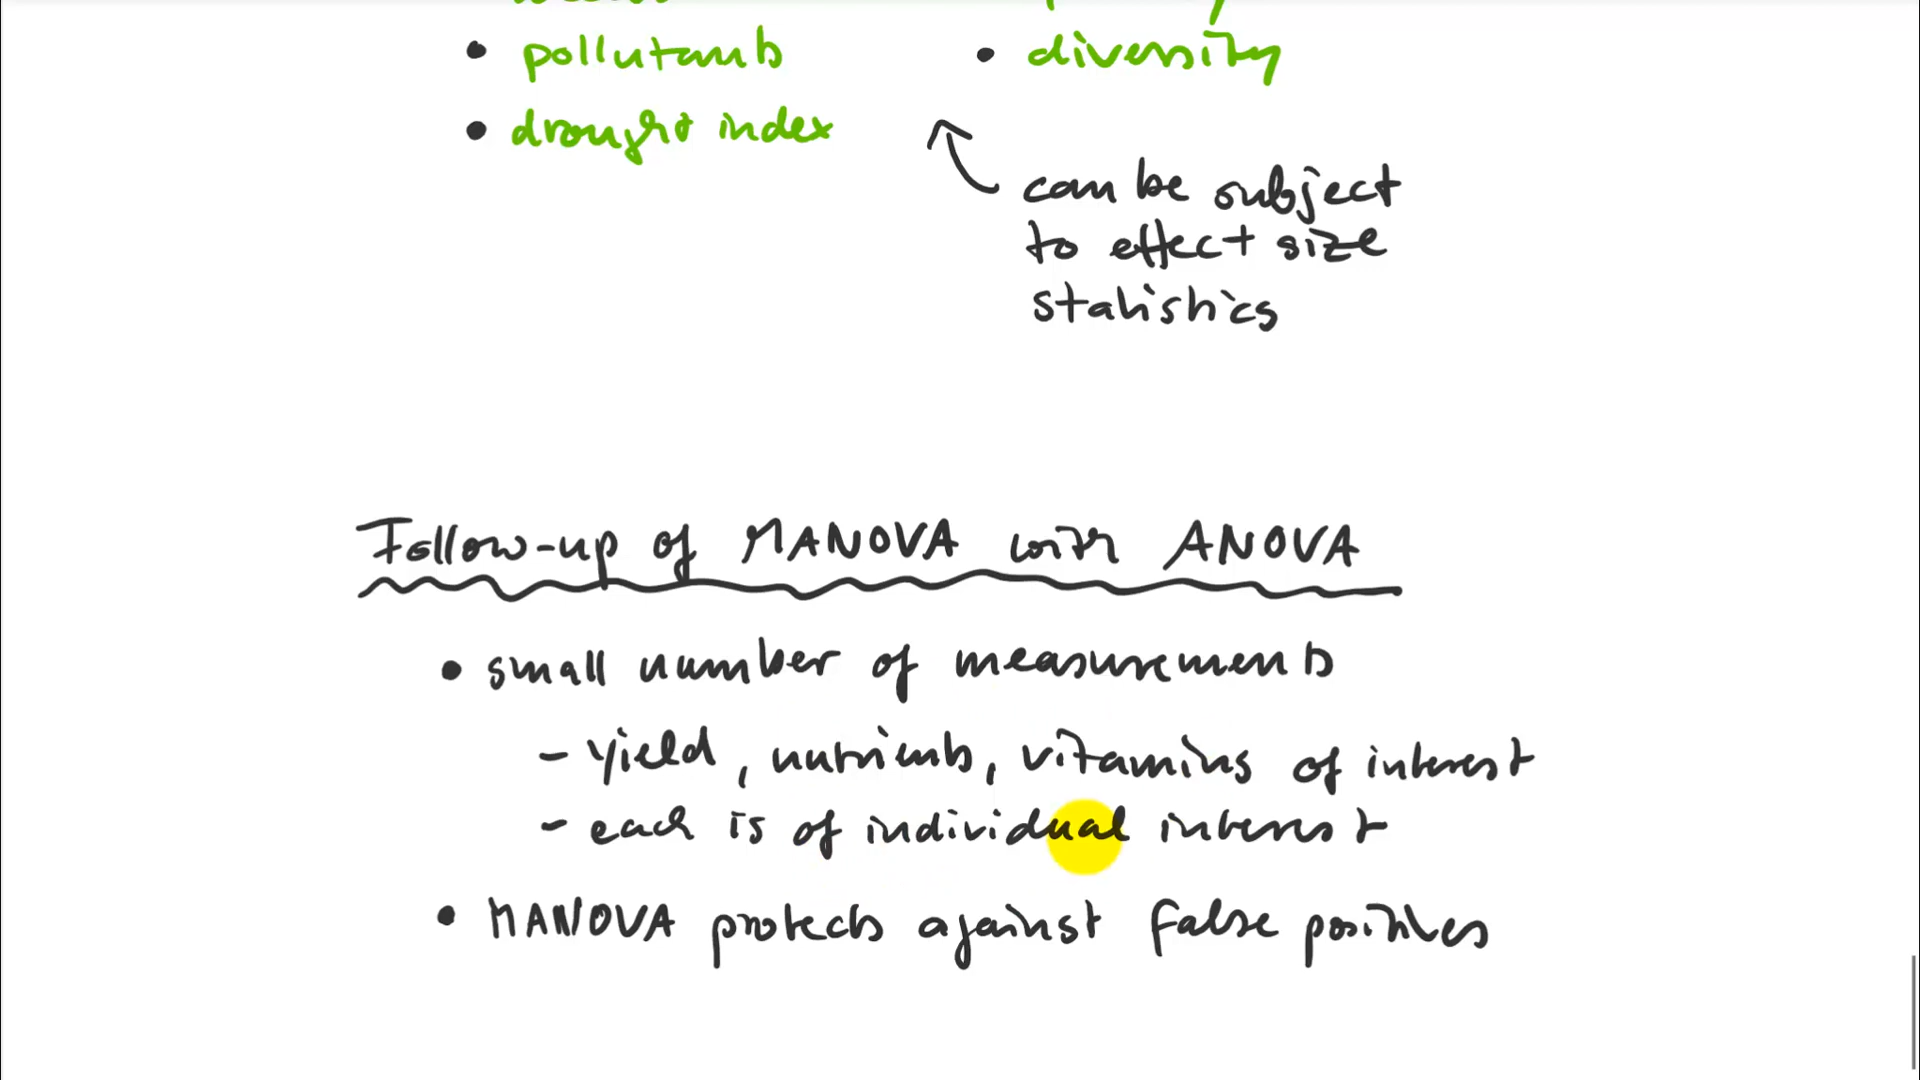 • pollutants
• diversity
• drought index
can be subject
to effect size
statistics
Follow-up of MANOVA with ANOVA
• small number of measurements
- yield, nutrients, vitamins of interest
- each is of individual interest
• MANOVA protects against false positives